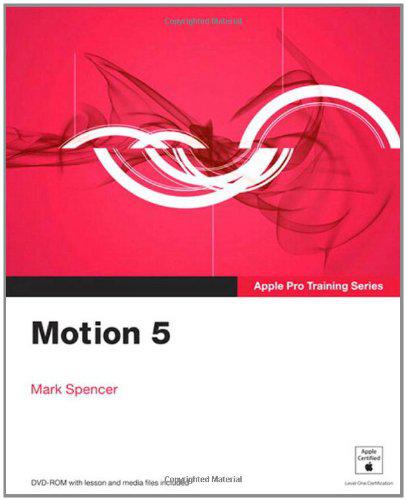 Copyrighted Material
Apple Pro Training Series
Motion 5
Mark Spencer
Apple
Certified
Level One Certification
DVD-ROM with lesson and media files included
Copyrighted Material